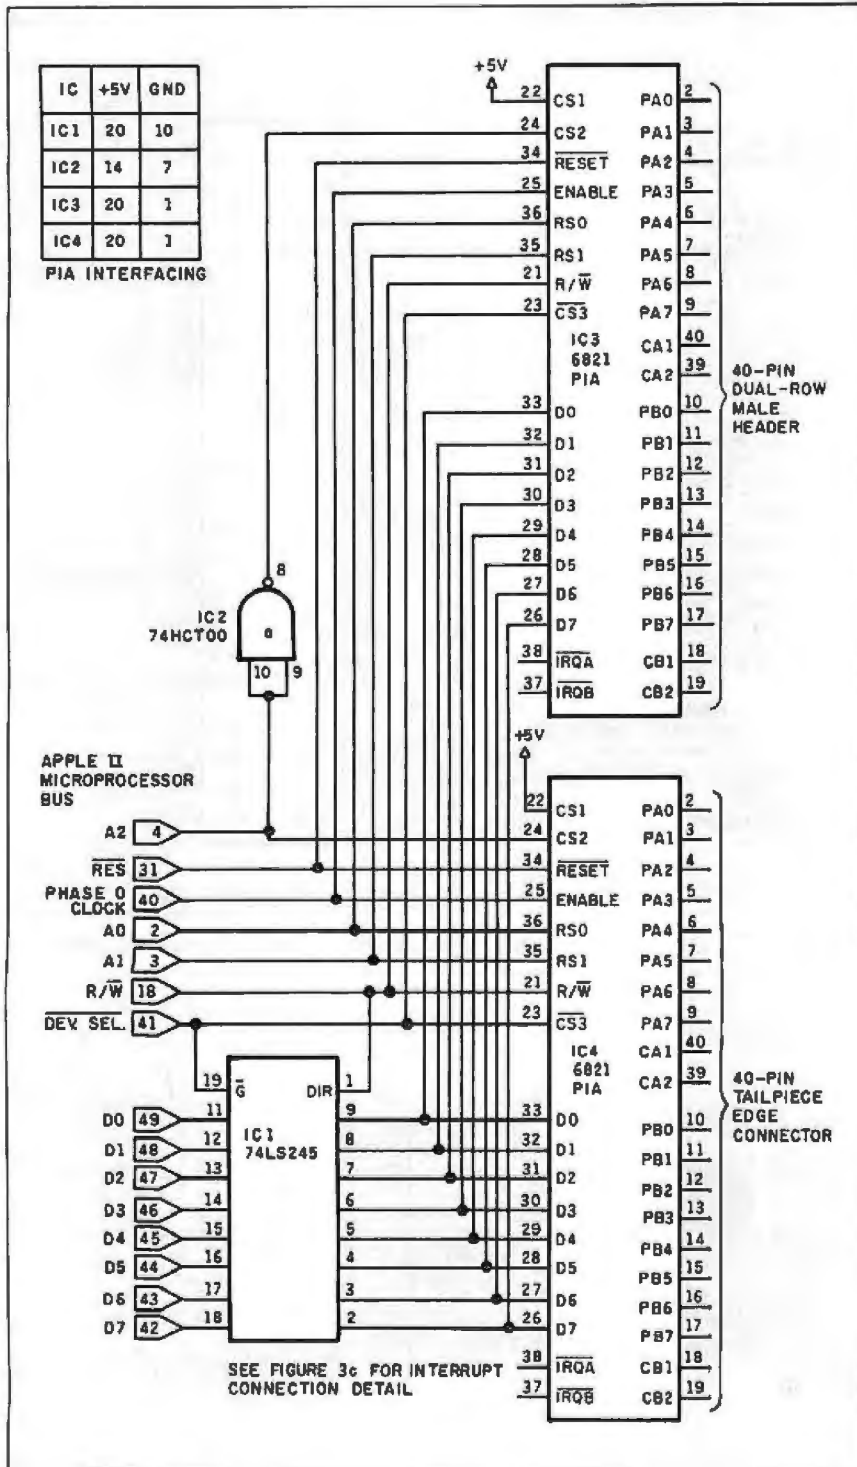 IC +5V GND
IC1 20 10
IC2 14 7
IC3 20 1
IC4 20 1
PIA INTERFACING
+5V
22 CS1 PA0 2
24 CS2 PA1 3
34 RESET PA2 4
25 ENABLE PA3 5
36 RS0 PA4 6
35 RS1 PA5 7
21 R/W PA6 8
23 CS3 PA7 9
IC3
6821
PIA
CA1 40
CA2 39
33 D0 PB0 10
32 D1 PB1 11
31 D2 PB2 12
30 D3 PB3 13
29 D4 PB4 14
28 D5 PB5 15
27 D6 PB6 16
26 D7 PB7 17
38 IRQA CB1 18
37 IRQB CB2 19
40-PIN
DUAL-ROW
MALE
HEADER
8
IC2
74HCT00
a
10 9
APPLE II
MICROPROCESSOR
BUS
A2 4
RES 31
PHASE 0
CLOCK 40
A0 2
A1 3
R/W 18
DEV. SEL. 41
+5V
22 CS1 PA0 2
24 CS2 PA1 3
34 RESET PA2 4
25 ENABLE PA3 5
36 RS0 PA4 6
35 RS1 PA5 7
21 R/W PA6 8
23 CS3 PA7 9
IC4
6821
PIA
CA1 40
CA2 39
33 D0 PB0 10
32 D1 PB1 11
31 D2 PB2 12
30 D3 PB3 13
29 D4 PB4 14
28 D5 PB5 15
27 D6 PB6 16
26 D7 PB7 17
38 IRQA CB1 18
37 IRQB CB2 19
40-PIN
TAILPIECE
EDGE
CONNECTOR
19 G DIR 1
IC1
74LS245
D0 49 11 9
D1 48 12 8
D2 47 13 7
D3 46 14 6
D4 45 15 5
D5 44 16 4
D6 43 17 3
D7 42 18 2
SEE FIGURE 3c FOR INTERRUPT
CONNECTION DETAIL